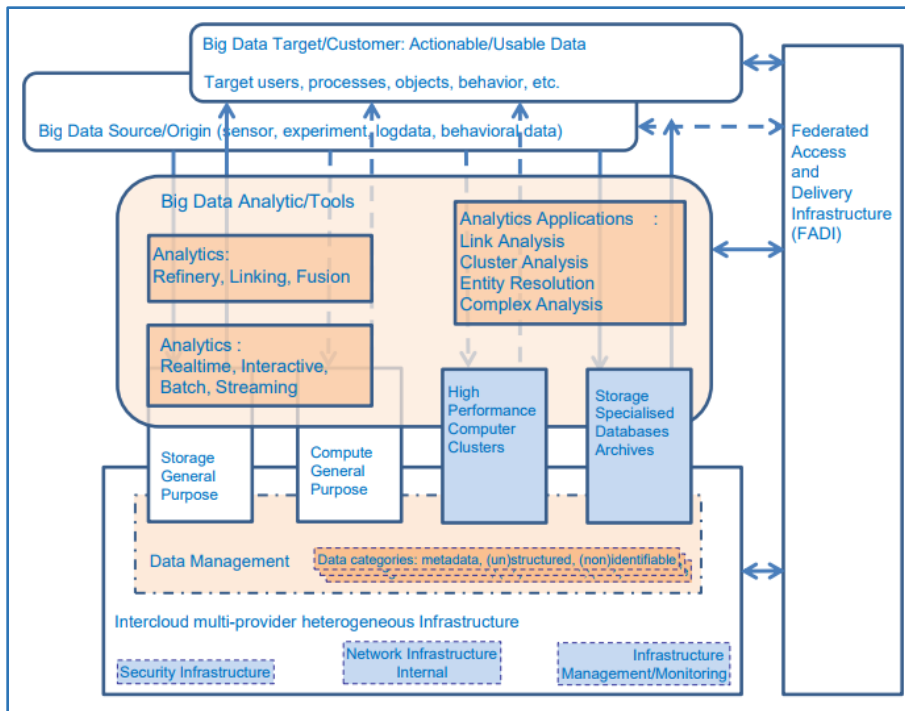 Big Data Target/Customer: Actionable/Usable Data
Target users, processes, objects, behavior, etc.
Big Data Source/Origin (sensor, experiment, logdata, behavioral data)
Federated
Access
and
Delivery
Infrastructure
(FADI)
Big Data Analytic/Tools
Analytics:
Refinery, Linking, Fusion
Analytics Applications :
Link Analysis
Cluster Analysis
Entity Resolution
Complex Analysis
Analytics :
Realtime, Interactive,
Batch, Streaming
Storage
General
Purpose
Compute
General
Purpose
High
Performance
Computer
Clusters
Storage
Specialised
Databases
Archives
Data Management
Data categories: metadata, (un)structured, (non)identifiable
Intercloud multi-provider heterogeneous Infrastructure
Security Infrastructure
Network Infrastructure
Internal
Infrastructure
Management/Monitoring